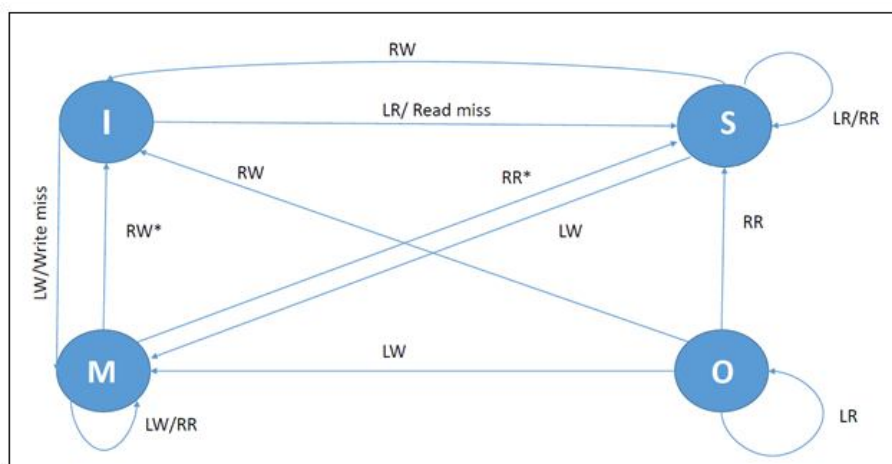 RW
I
LR/ Read miss
S
LR/RR
RW
RR*
LW/Write miss
RW*
LW
RR
M
LW
O
LW/RR
LR